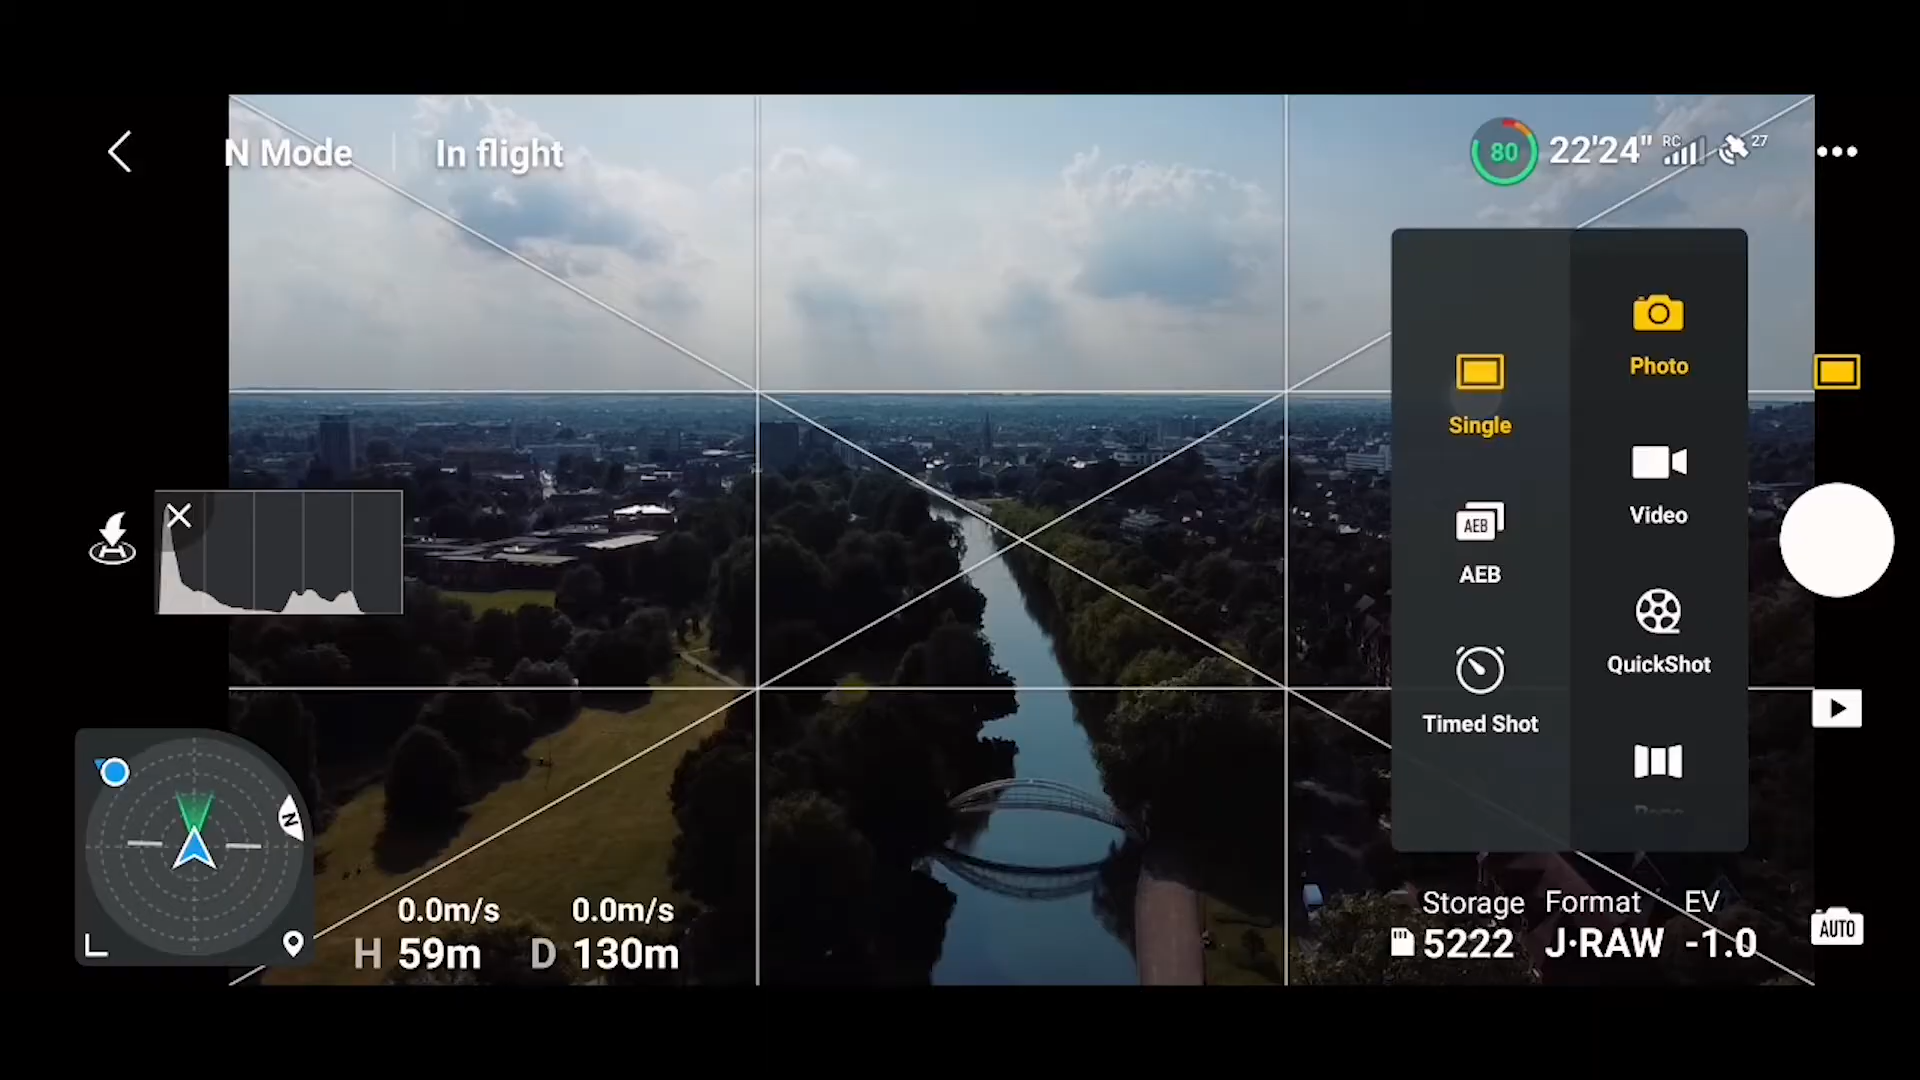 N Mode
In flight
80
22'24"
RC
27
Photo
Single
Video
AEB
AEB
QuickShot
Timed Shot
N
0.0m/s 0.0m/s
H 59m D 130m
Storage Format EV
5222 J·RAW -1.0
AUTO